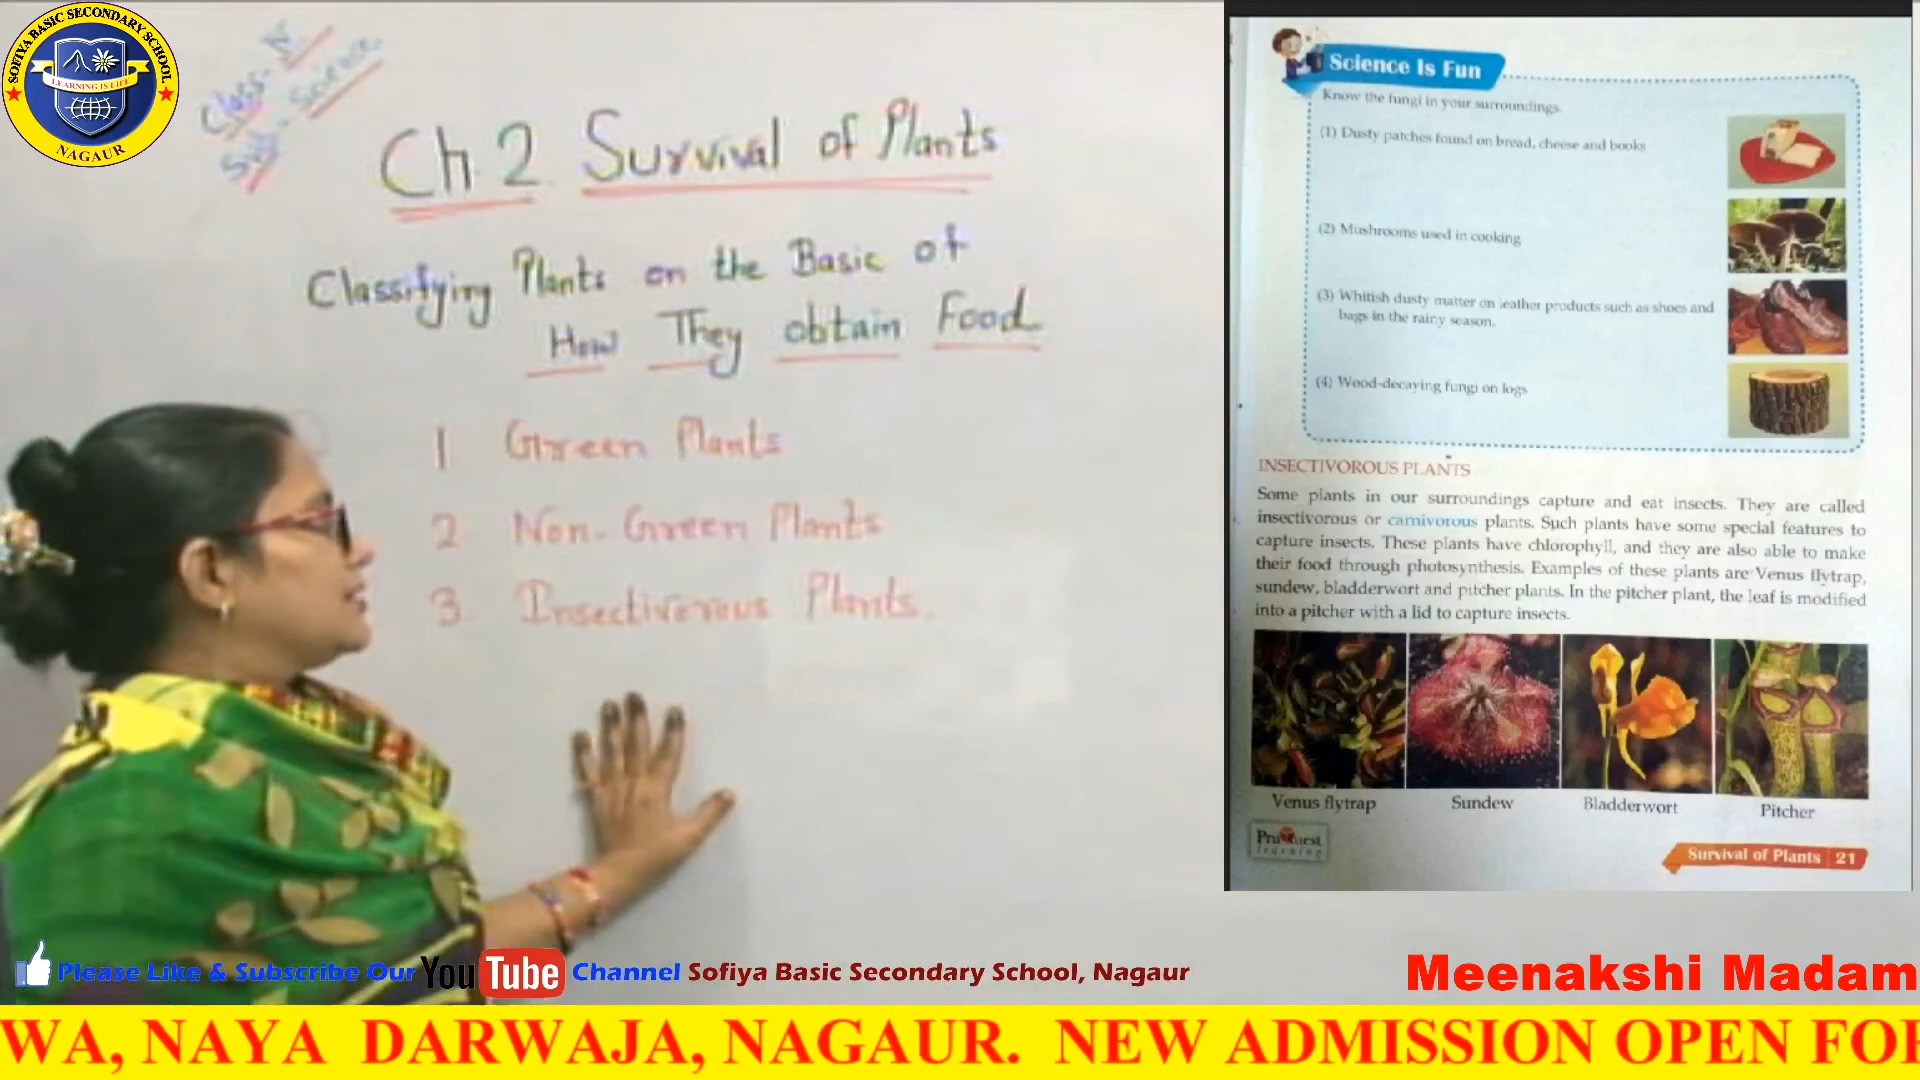 SOFIYA BASIC SECONDARY SCHOOL
LEARNING IS LIFE
NAGAUR
Class-
Sub- Science.
Ch. 2 Survival of Plants
Classifying Plants on the Basic of
How They obtain Food
1 Green Plants
2 Non-Green Plants
3 Insectivorous Plants.
Science Is Fun
Know the fungi in your surroundings.
(1) Dusty patches found on bread, cheese and books
(2) Mushrooms used in cooking
(3) Whitish dusty matter on leather products such as shoes and
bags in the rainy season.
(4) Wood-decaying fungi on logs
INSECTIVOROUS PLANTS
Some plants in our surroundings capture and eat insects. They are called
insectivorous or carnivorous plants. Such plants have some special features to
capture insects. These plants have chlorophyll, and they are also able to make
their food through photosynthesis. Examples of these plants are Venus flytrap,
sundew, bladderwort and pitcher plants. In the pitcher plant, the leaf is modified
into a pitcher with a lid to capture insects.
Venus flytrap Sundew Bladderwort Pitcher
PraQuest
learning
Survival of Plants 21
Please Like & Subscribe Our YouTube Channel Sofiya Basic Secondary School, Nagaur
Meenakshi Madam
WA, NAYA DARWAJA, NAGAUR. NEW ADMISSION OPEN FOR